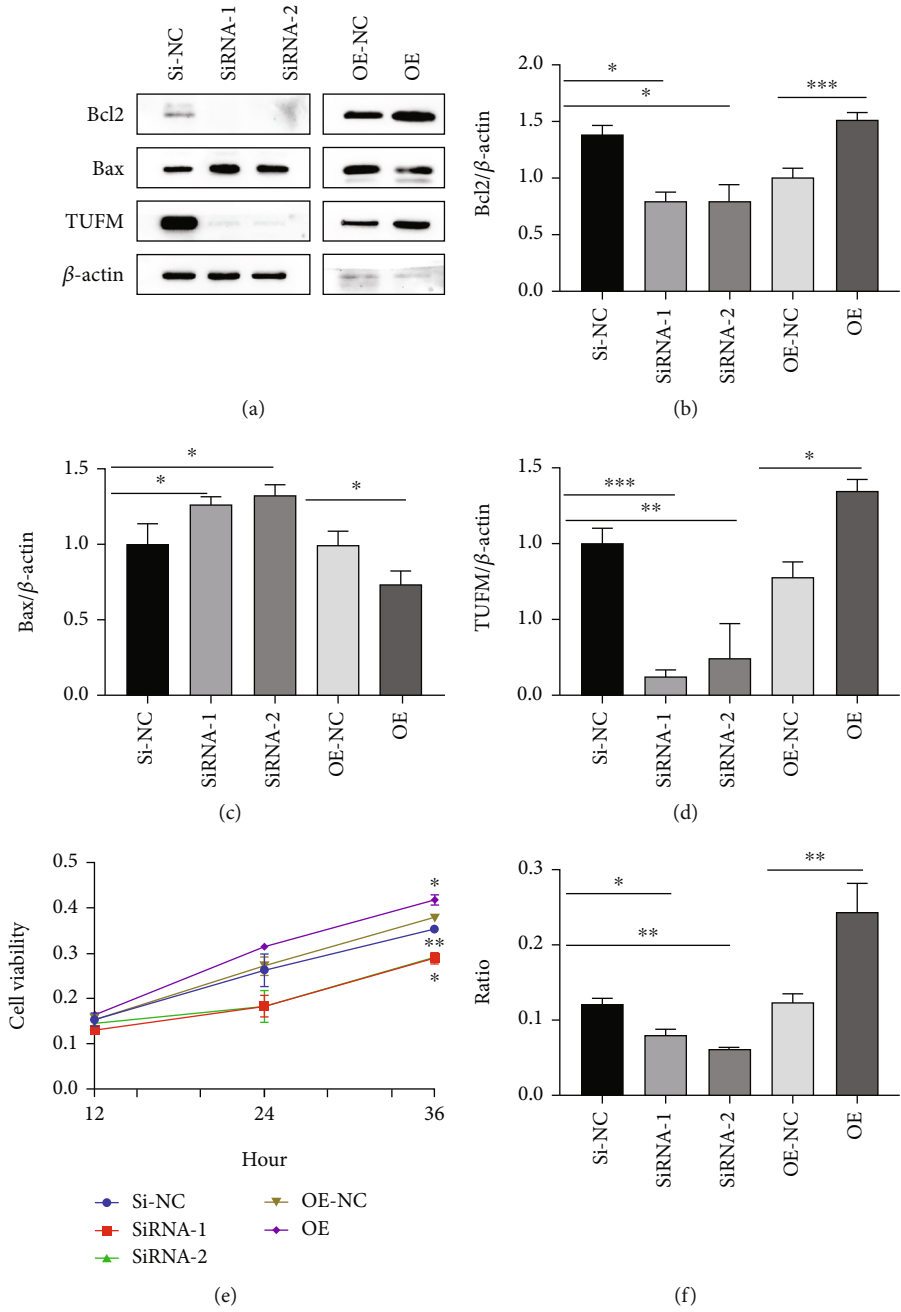 Si-NC
SiRNA-1
SiRNA-2
OE-NC
OE
Bcl2
Bax
TUFM
β-actin
(a)
Bcl2/β-actin
2.0
1.5
1.0
0.5
0.0
*
*
***
Si-NC
SiRNA-1
SiRNA-2
OE-NC
OE
(b)
Bax/β-actin
1.5
1.0
0.5
0.0
*
*
*
Si-NC
SiRNA-1
SiRNA-2
OE-NC
OE
(c)
TUFM/β-actin
1.5
1.0
1.0
0.0
***
**
*
Si-NC
SiRNA-1
SiRNA-2
OE-NC
OE
(d)
Cell viability
0.5
0.4
0.3
0.2
0.1
0.0
*
**
*
12 24 36
Hour
Si-NC
SiRNA-1
SiRNA-2
OE-NC
OE
(e)
Ratio
0.3
0.2
0.1
0.0
*
**
**
Si-NC
SiRNA-1
SiRNA-2
OE-NC
OE
(f)